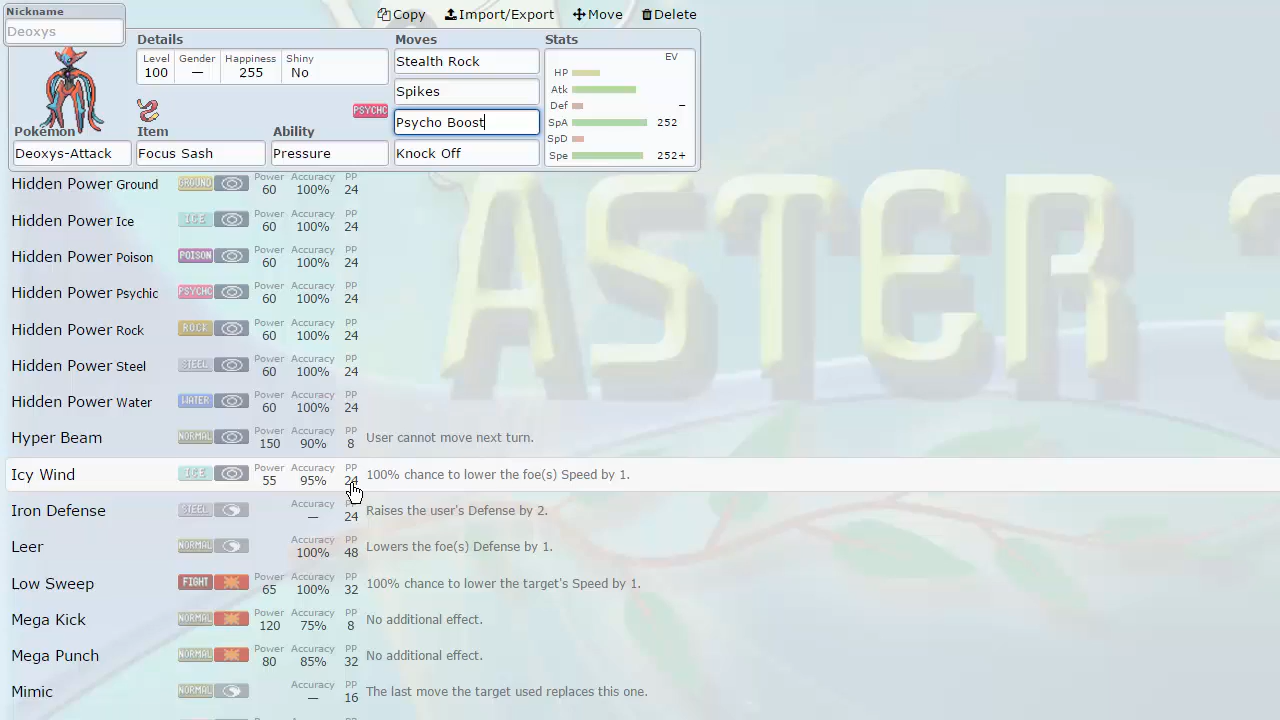 Nickname
Deoxys
Copy Import/Export Move Delete
Details Moves Stats
Level Gender Happiness Shiny
100 — 255 No
Stealth Rock
EV
HP
Spikes
Atk
PSYCHC
Def –
Psycho Boost
SpA 252
Pokémon Item Ability
SpD
Deoxys-Attack Focus Sash Pressure Knock Off
Spe 252+
Hidden Power Ground GROUND Power 60 Accuracy 100% PP 24
Hidden Power Ice ICE Power 60 Accuracy 100% PP 24
Hidden Power Poison POISON Power 60 Accuracy 100% PP 24
Hidden Power Psychic PSYCHC Power 60 Accuracy 100% PP 24
Hidden Power Rock ROCK Power 60 Accuracy 100% PP 24
Hidden Power Steel STEEL Power 60 Accuracy 100% PP 24
Hidden Power Water WATER Power 60 Accuracy 100% PP 24
Hyper Beam NORMAL Power 150 Accuracy 90% PP 8 User cannot move next turn.
Icy Wind ICE Power 55 Accuracy 95% PP 24 100% chance to lower the foe(s) Speed by 1.
Iron Defense STEEL Accuracy — PP 24 Raises the user's Defense by 2.
Leer NORMAL Accuracy 100% PP 48 Lowers the foe(s) Defense by 1.
Low Sweep FIGHT Power 65 Accuracy 100% PP 32 100% chance to lower the target's Speed by 1.
Mega Kick NORMAL Power 120 Accuracy 75% PP 8 No additional effect.
Mega Punch NORMAL Power 80 Accuracy 85% PP 32 No additional effect.
Mimic NORMAL Accuracy — PP 16 The last move the target used replaces this one.
ASTER